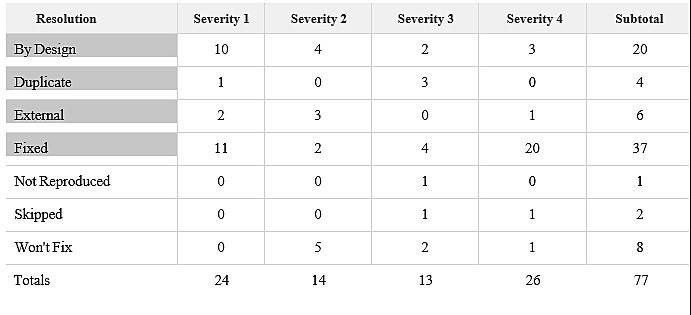 Resolution Severity 1 Severity 2 Severity 3 Severity 4 Subtotal
By Design 10 4 2 3 20
Duplicate 1 0 3 0 4
External 2 3 0 1 6
Fixed 11 2 4 20 37
Not Reproduced 0 0 1 0 1
Skipped 0 0 1 1 2
Won't Fix 0 5 2 1 8
Totals 24 14 13 26 77